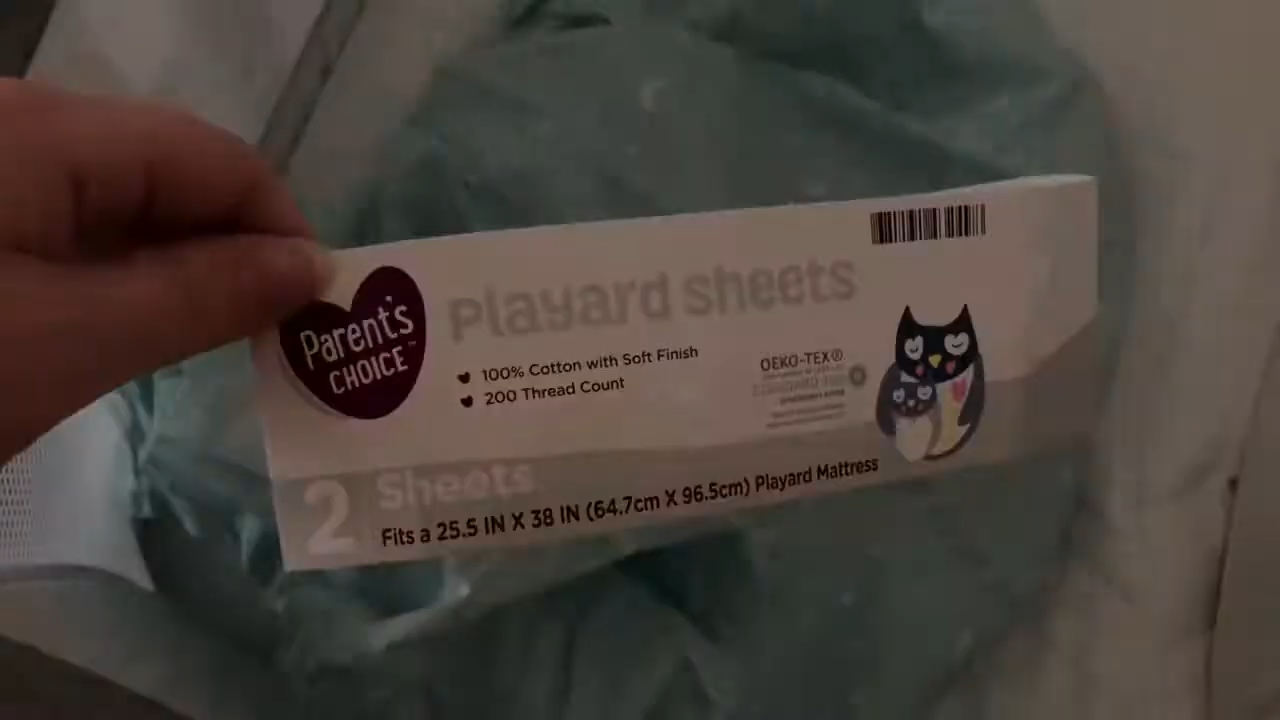 Parent's
CHOICE™
Playard sheets
100% Cotton with Soft Finish
200 Thread Count
OEKO-TEX®
2 Sheets
Fits a 25.5 IN X 38 IN (64.7cm X 96.5cm) Playard Mattress